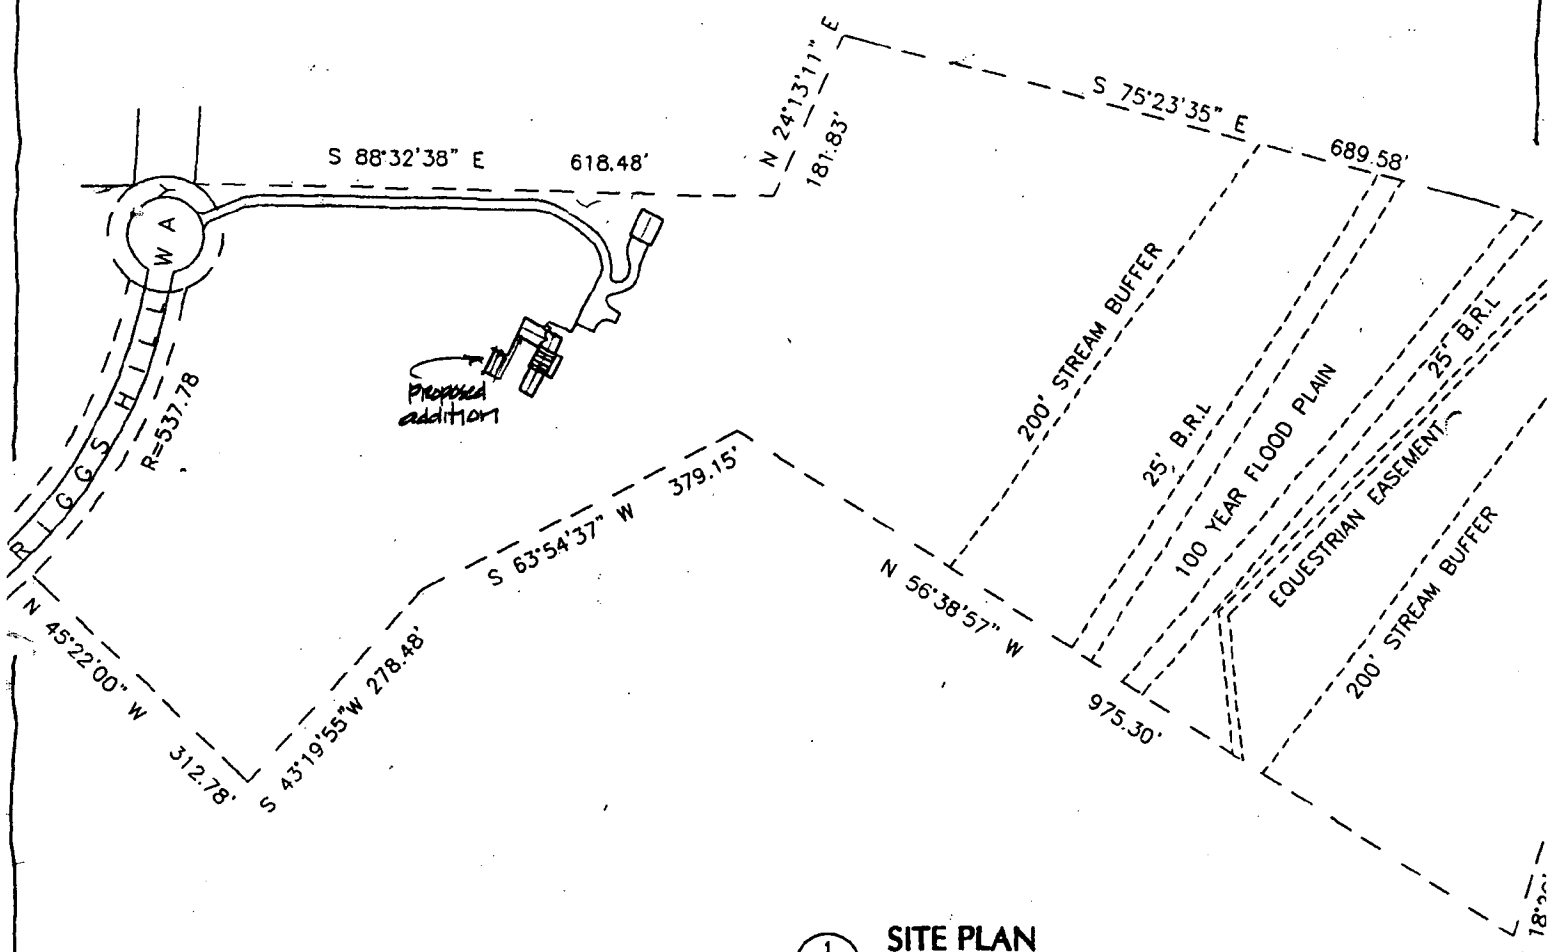 S 88°32'38" E
618.48'
N 24°13'11" E
181.83'
S 75°23'35" E
689.58'
RIGGS HILL WAY
R=537.78
Proposed
addition
200' STREAM BUFFER
25' B.R.L
100 YEAR FLOOD PLAIN
25' B.R.L
EQUESTRIAN EASEMENT
200' STREAM BUFFER
S 63°54'37" W
379.15'
N 56°38'57" W
975.30'
N 45°22'00" W
312.78'
S 43°19'55"W 278.48'
1
SITE PLAN